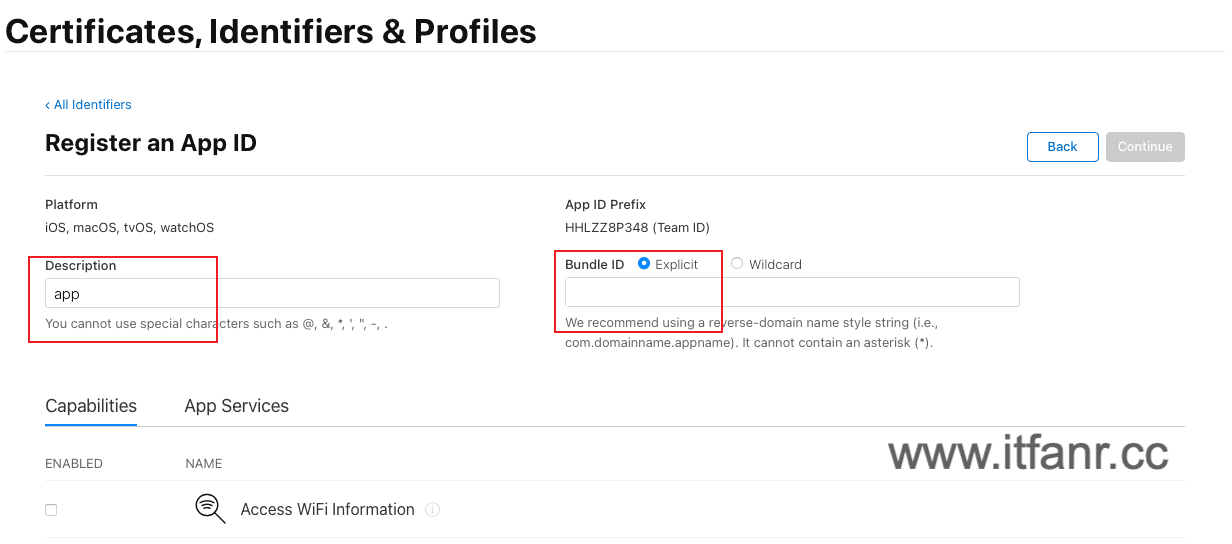 Certificates, Identifiers & Profiles
‹ All Identifiers
Register an App ID
Back
Continue
Platform
iOS, macOS, tvOS, watchOS
App ID Prefix
HHLZZ8P348 (Team ID)
Description
app
You cannot use special characters such as @, &, *, ', ", -, .
Bundle ID Explicit Wildcard
We recommend using a reverse-domain name style string (i.e.,
com.domainname.appname). It cannot contain an asterisk (*).
Capabilities
App Services
ENABLED
NAME
www.itfanr.cc
Access WiFi Information